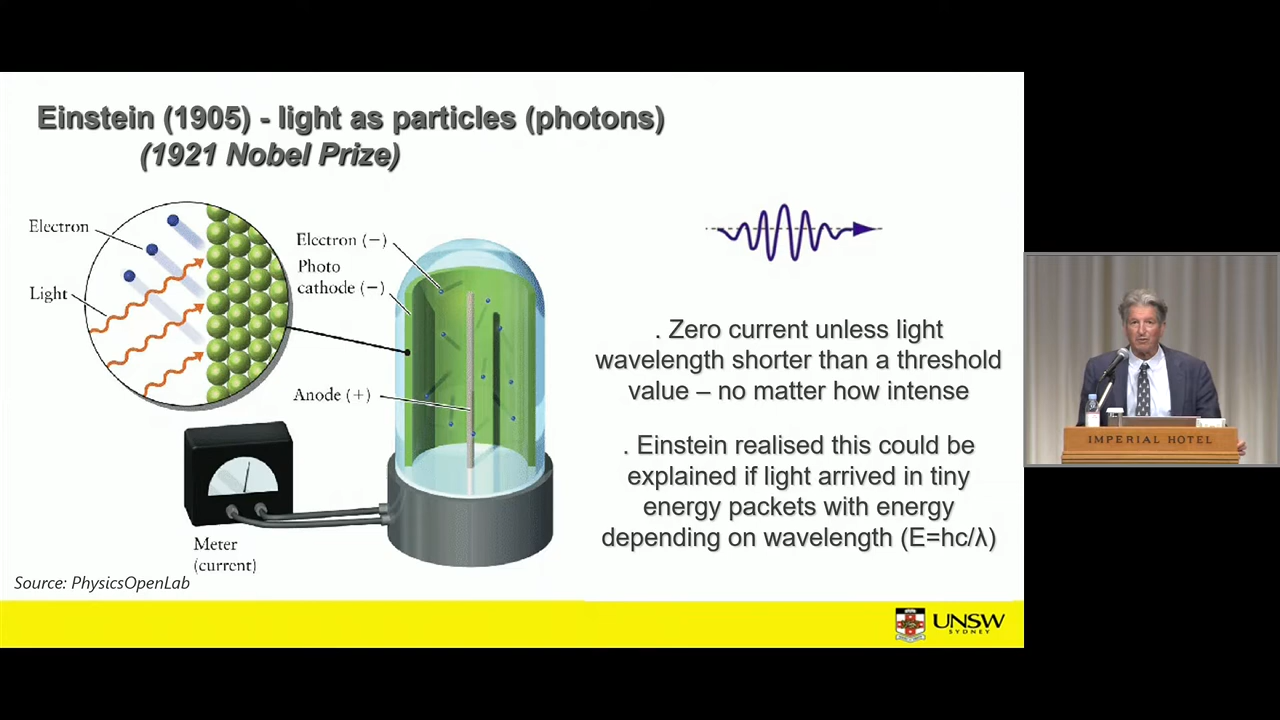 Einstein (1905) - light as particles (photons)
(1921 Nobel Prize)
Electron
Light
Electron (−)
Photo
cathode (−)
Anode (+)
Meter
(current)
Source: PhysicsOpenLab
. Zero current unless light
wavelength shorter than a threshold
value – no matter how intense
. Einstein realised this could be
explained if light arrived in tiny
energy packets with energy
depending on wavelength (E=hc/λ)
UNSW
SYDNEY
IMPERIAL HOTEL